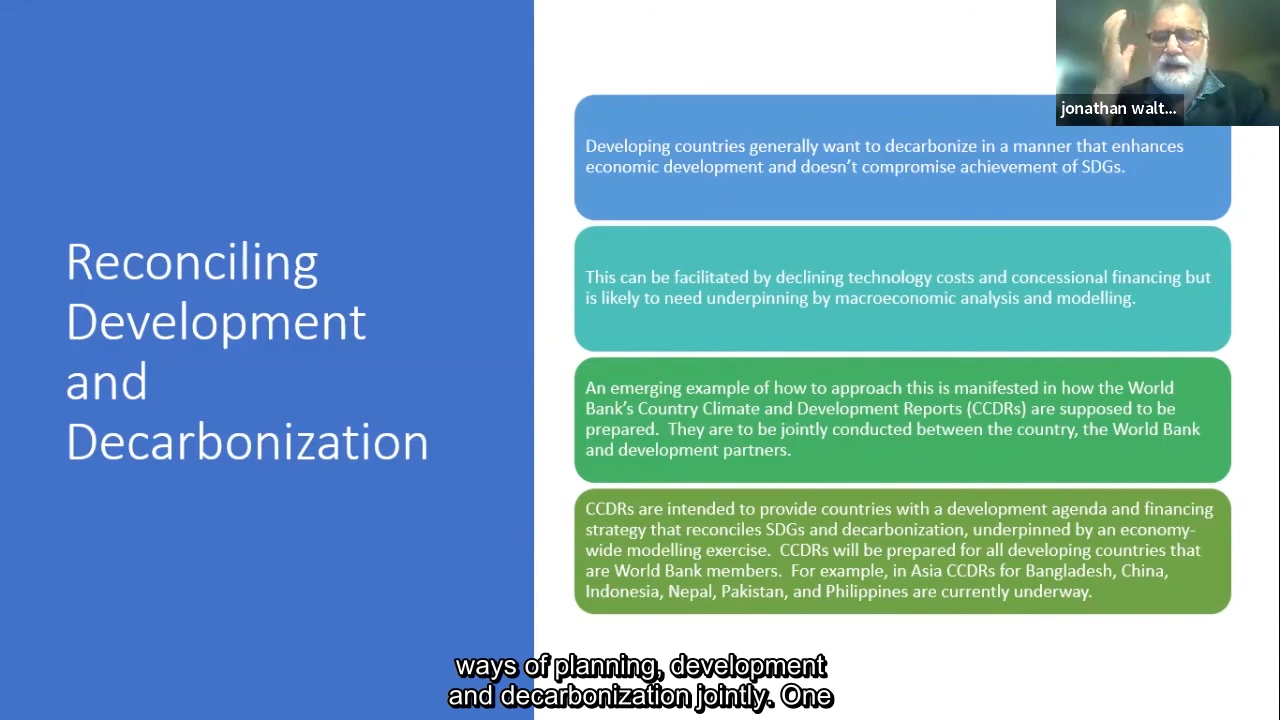 jonathan walt...
Reconciling
Development
and
Decarbonization
Developing countries generally want to decarbonize in a manner that enhances
economic development and doesn’t compromise achievement of SDGs.
This can be facilitated by declining technology costs and concessional financing but
is likely to need underpinning by macroeconomic analysis and modelling.
An emerging example of how to approach this is manifested in how the World
Bank’s Country Climate and Development Reports (CCDRs) are supposed to be
prepared.  They are to be jointly conducted between the country, the World Bank
and development partners.
CCDRs are intended to provide countries with a development agenda and financing
strategy that reconciles SDGs and decarbonization, underpinned by an economy-
wide modelling exercise.  CCDRs will be prepared for all developing countries that
are World Bank members.  For example, in Asia CCDRs for Bangladesh, China,
Indonesia, Nepal, Pakistan, and Philippines are currently underway.
ways of planning, development
and decarbonization jointly. One